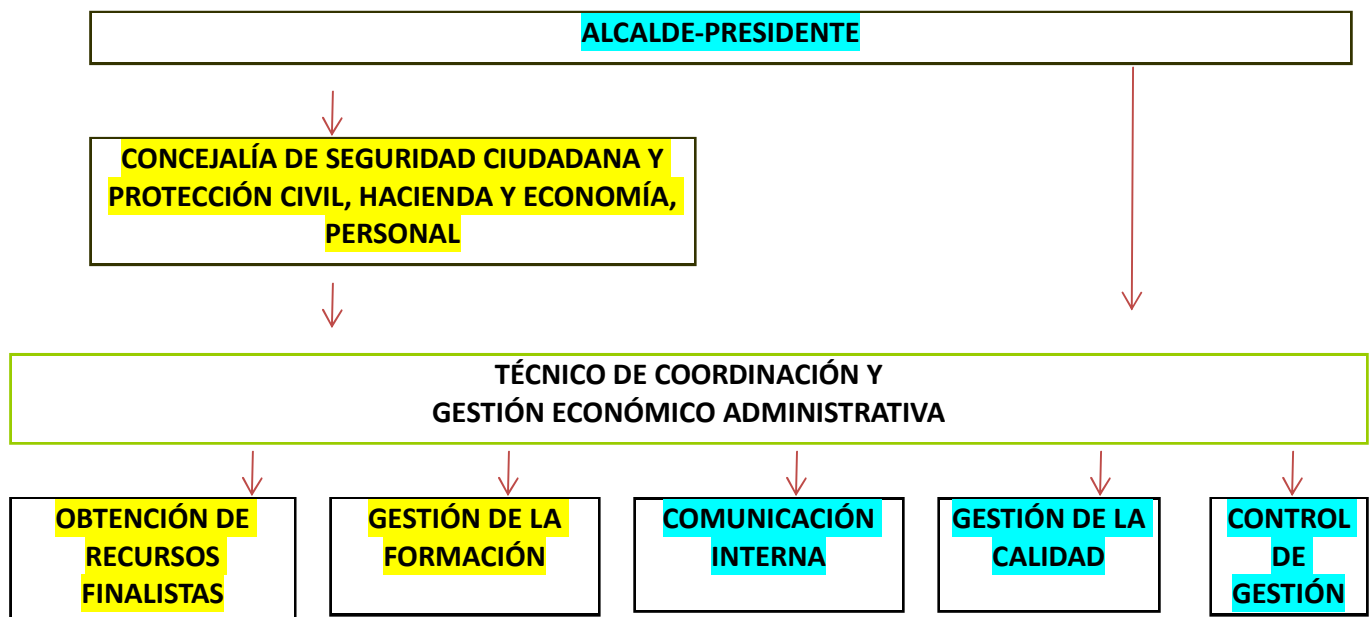 ALCALDE-PRESIDENTE
CONCEJALÍA DE SEGURIDAD CIUDADANA Y
PROTECCIÓN CIVIL, HACIENDA Y ECONOMÍA,
PERSONAL
TÉCNICO DE COORDINACIÓN Y
GESTIÓN ECONÓMICO ADMINISTRATIVA
OBTENCIÓN DE
RECURSOS
FINALISTAS
GESTIÓN DE LA
FORMACIÓN
COMUNICACIÓN
INTERNA
GESTIÓN DE LA
CALIDAD
CONTROL
DE
GESTIÓN